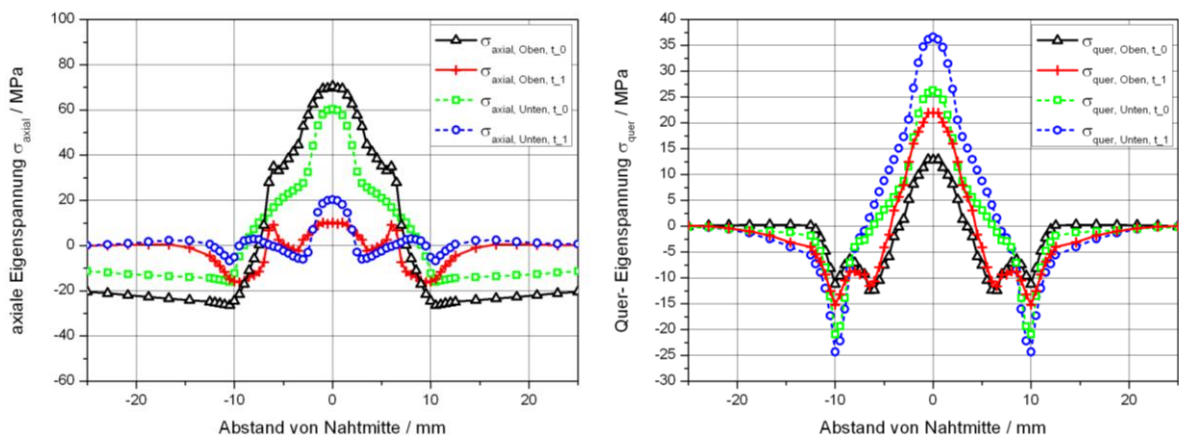 100
80
60
40
20
0
-20
-40
-60
axiale Eigenspannung σaxial / MPa
-20 -10 0 10 20
Abstand von Nahtmitte / mm
σaxial, Oben, t_0
σaxial, Oben, t_1
σaxial, Unten, t_0
σaxial, Unten, t_1
40
35
30
25
20
15
10
5
0
-5
-10
-15
-20
-25
-30
Quer- Eigenspannung σquer / MPa
-20 -10 0 10 20
Abstand von Nahtmitte / mm
σquer, Oben, t_0
σquer, Oben, t_1
σquer, Unten, t_0
σquer, Unten, t_1